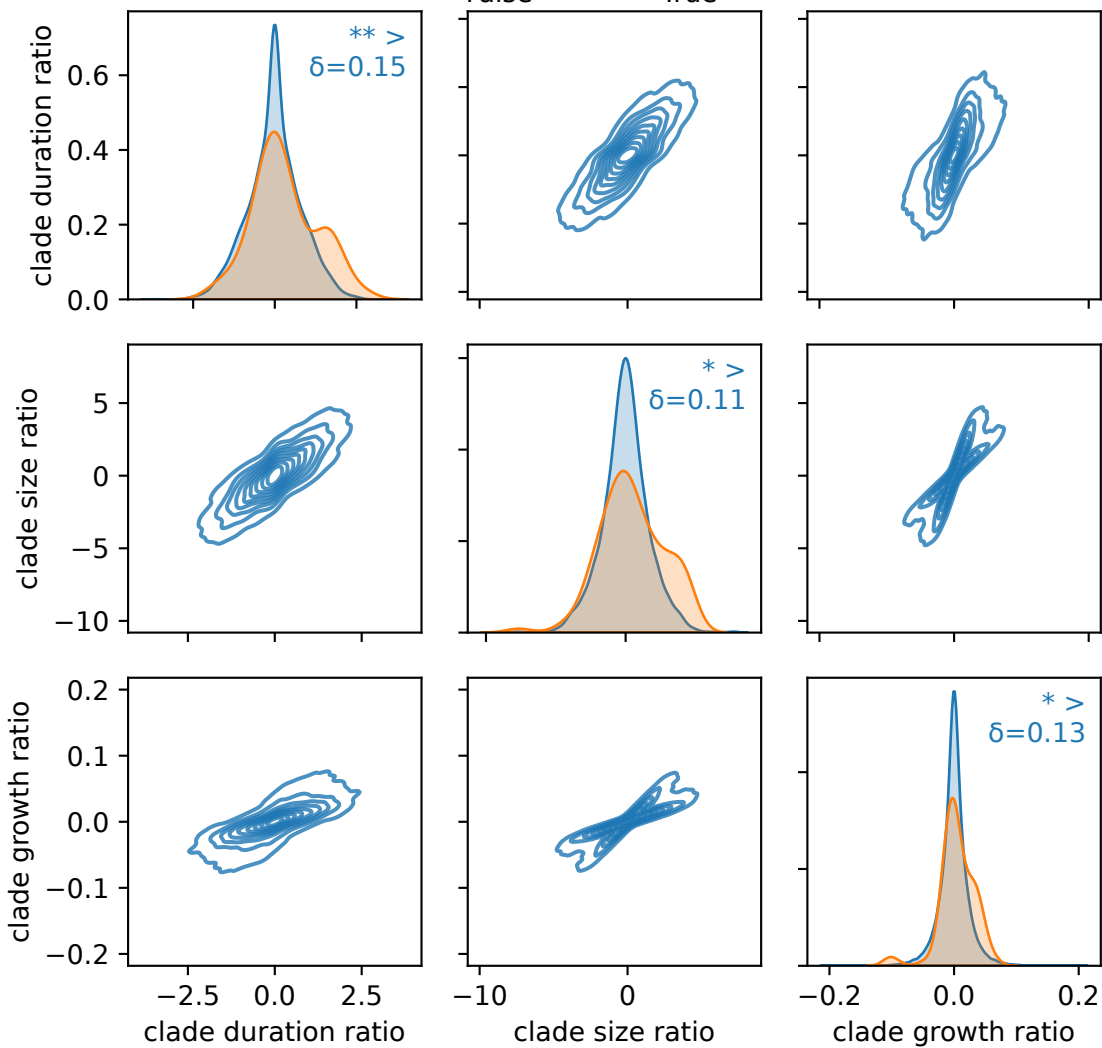 clade duration ratio
0.6
0.4
0.2
0.0
** >
δ=0.15
clade size ratio
5
0
−5
−10
* >
δ=0.11
clade growth ratio
0.2
0.1
0.0
−0.1
−0.2
* >
δ=0.13
−2.5 0.0 2.5
−10 0
−0.2 0.0 0.2
clade duration ratio
clade size ratio
clade growth ratio